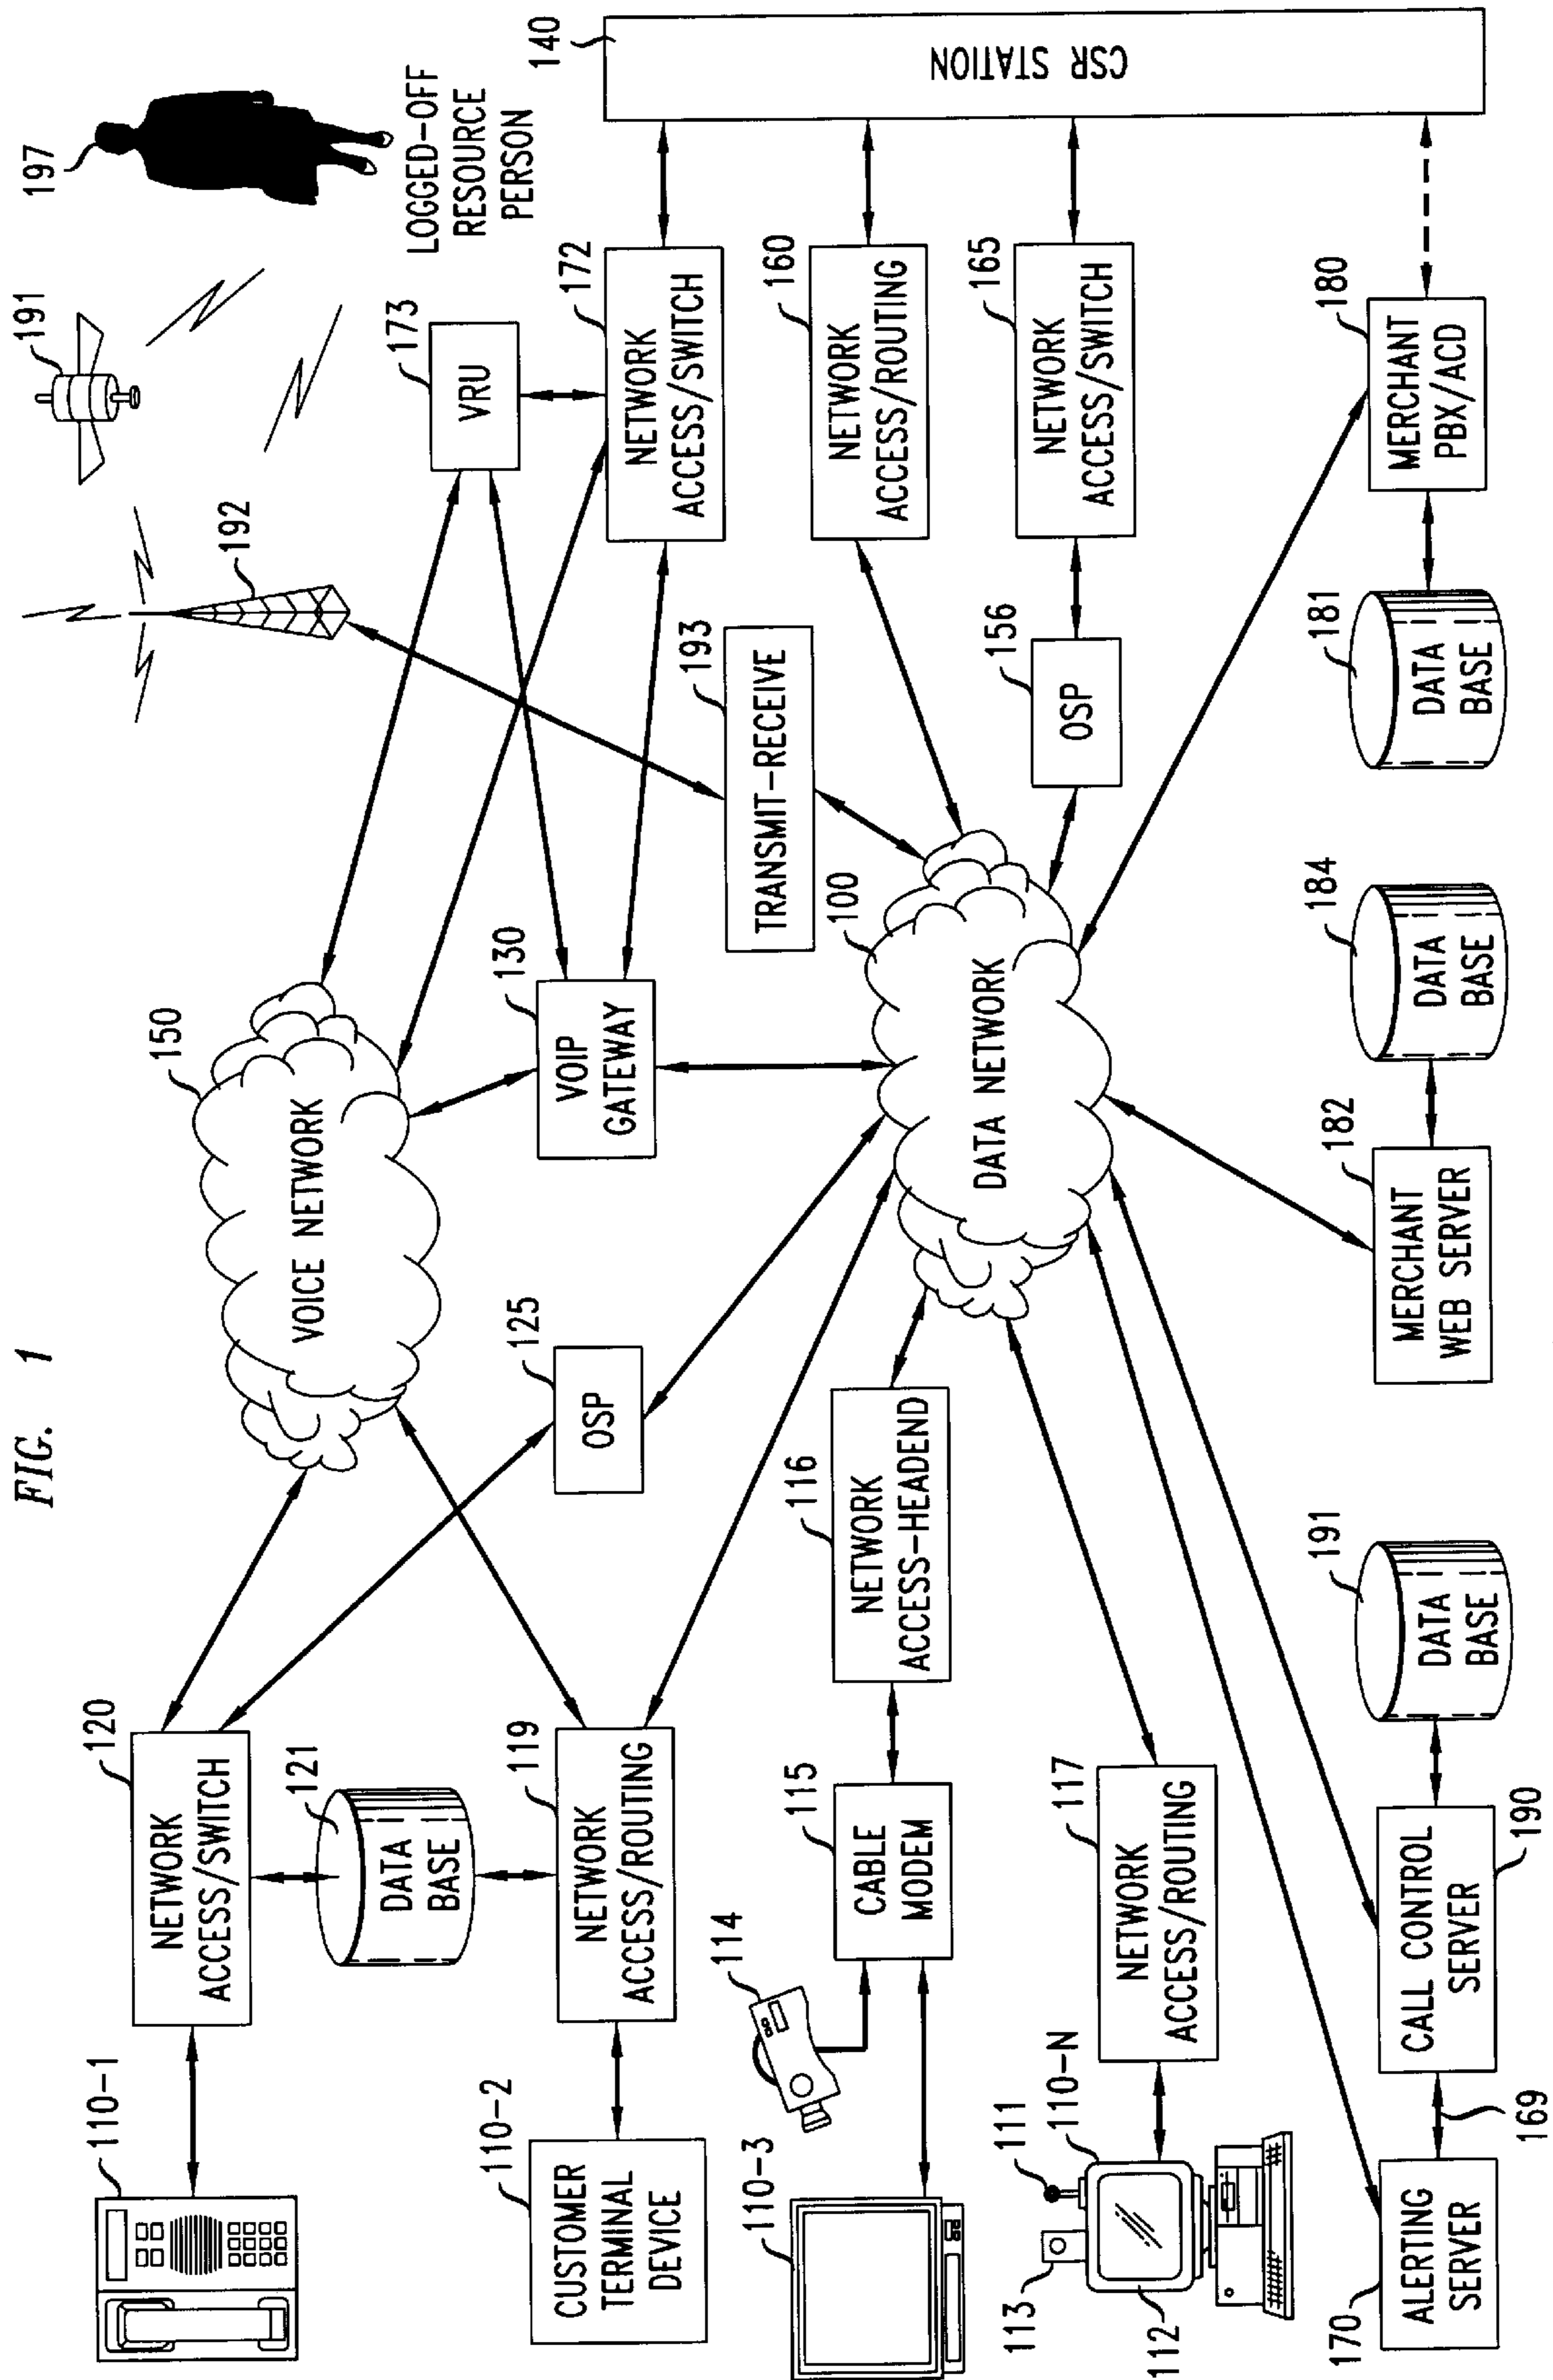 FIG. 1
110-1
120
NETWORK
ACCESS/SWITCH
121
DATA
BASE
110-2
CUSTOMER
TERMINAL
DEVICE
119
NETWORK
ACCESS/ROUTING
125
OSP
150
VOICE NETWORK
130
VOIP
GATEWAY
192
191
197
LOGGED-OFF
RESOURCE
PERSON
173
VRU
172
NETWORK
ACCESS/SWITCH
140
CSR STATION
193
TRANSMIT-RECEIVE
160
NETWORK
ACCESS/ROUTING
100
DATA NETWORK
114
110-3
115
CABLE
MODEM
116
NETWORK
ACCESS-HEADEND
156
OSP
165
NETWORK
ACCESS/SWITCH
113
111
110-N
112
117
NETWORK
ACCESS/ROUTING
170
ALERTING
SERVER
169
CALL CONTROL
SERVER
190
191
DATA
BASE
182
MERCHANT
WEB SERVER
184
DATA
BASE
181
DATA
BASE
180
MERCHANT
PBX/ACD